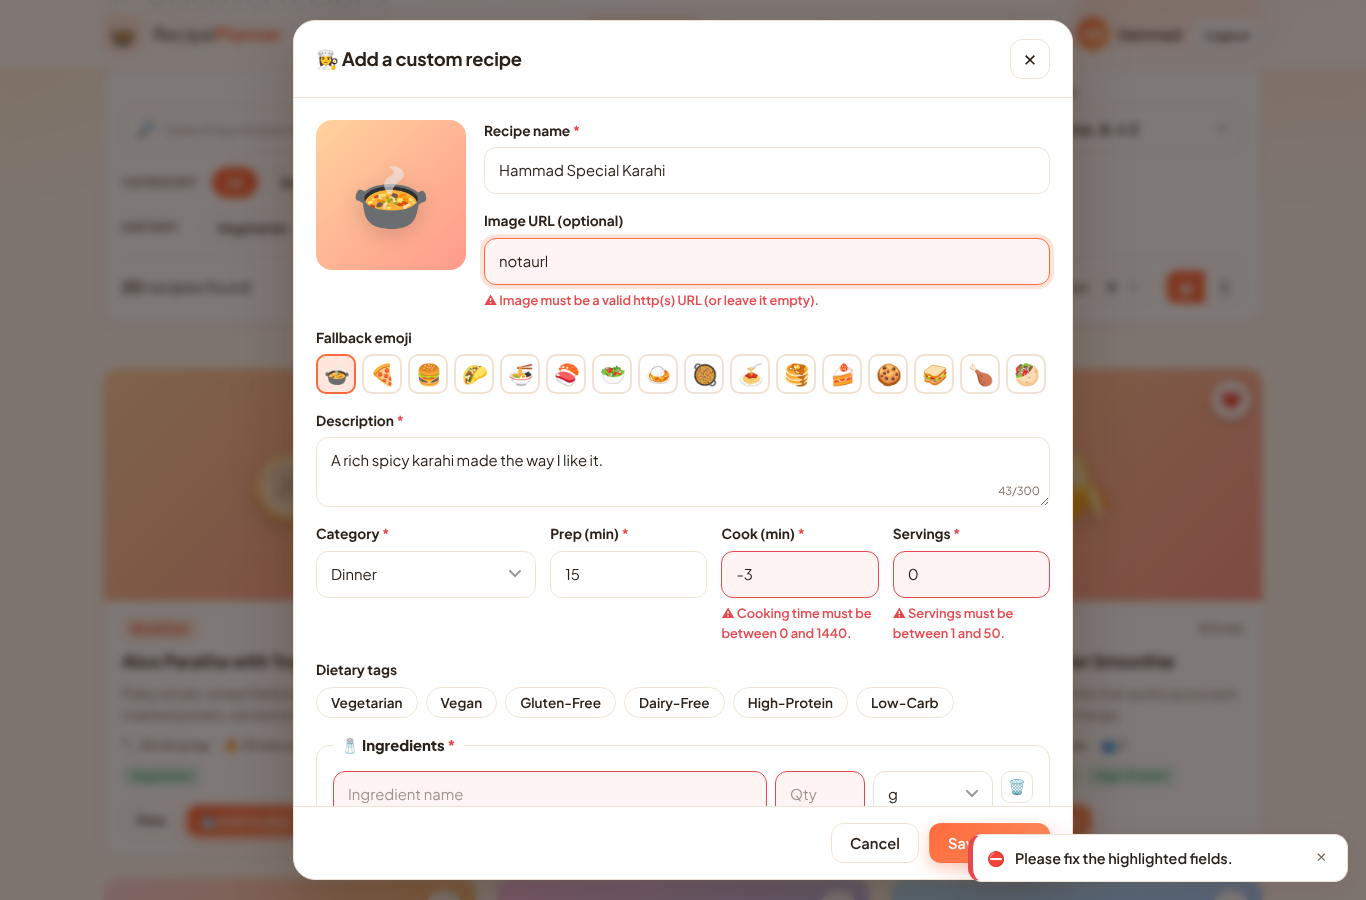 Add a custom recipe
×
Recipe name *
Hammad Special Karahi
Image URL (optional)
notaurl
⚠ Image must be a valid http(s) URL (or leave it empty).
Fallback emoji
Description *
A rich spicy karahi made the way I like it.
43/300
Category *
Prep (min) *
Cook (min) *
Servings *
Dinner
15
-3
0
⚠ Cooking time must be
between 0 and 1440.
⚠ Servings must be
between 1 and 50.
Dietary tags
Vegetarian
Vegan
Gluten-Free
Dairy-Free
High-Protein
Low-Carb
Ingredients *
Ingredient name
Qty
g
Cancel
Please fix the highlighted fields.
×